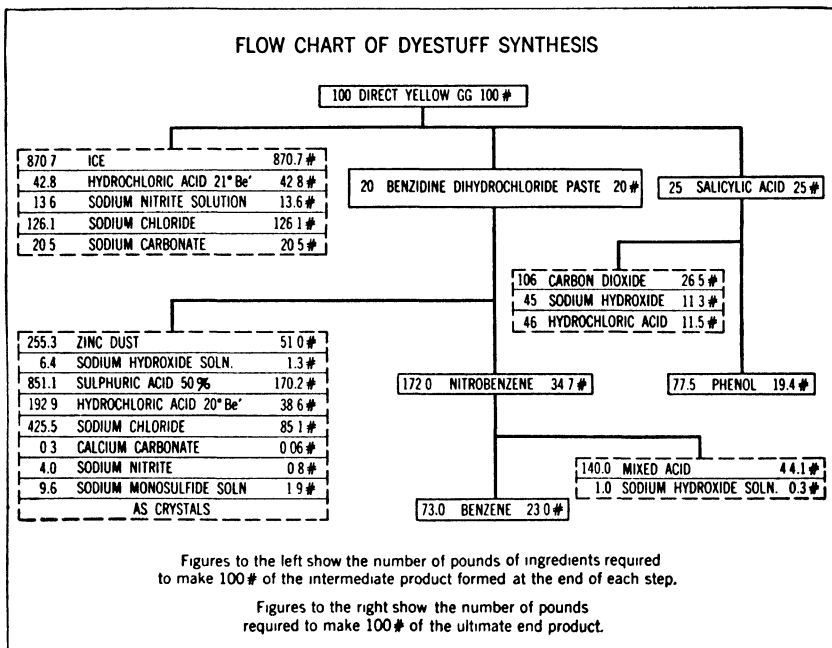 FLOW CHART OF DYESTUFF SYNTHESIS
100 DIRECT YELLOW GG 100#
870 7 ICE 870.7#
42.8 HYDROCHLORIC ACID 21° Be' 42 8#
13 6 SODIUM NITRITE SOLUTION 13.6#
126.1 SODIUM CHLORIDE 126 1#
20 5 SODIUM CARBONATE 20 5#
20 BENZIDINE DIHYDROCHLORIDE PASTE 20#
25 SALICYLIC ACID 25#
106 CARBON DIOXIDE 26 5#
45 SODIUM HYDROXIDE 11 3#
46 HYDROCHLORIC ACID 11.5#
255.3 ZINC DUST 51 0#
6.4 SODIUM HYDROXIDE SOLN. 1.3#
851.1 SULPHURIC ACID 50% 170.2#
192 9 HYDROCHLORIC ACID 20° Be' 38 6#
425.5 SODIUM CHLORIDE 85 1#
0 3 CALCIUM CARBONATE 0 06#
4.0 SODIUM NITRITE 0 8#
9.6 SODIUM MONOSULFIDE SOLN 1 9#
AS CRYSTALS
172 0 NITROBENZENE 34 7#
77.5 PHENOL 19.4#
140.0 MIXED ACID 44.1#
1.0 SODIUM HYDROXIDE SOLN. 0.3#
73.0 BENZENE 23 0#
Figures to the left show the number of pounds of ingredients required
to make 100# of the intermediate product formed at the end of each step.
Figures to the right show the number of pounds
required to make 100# of the ultimate end product.